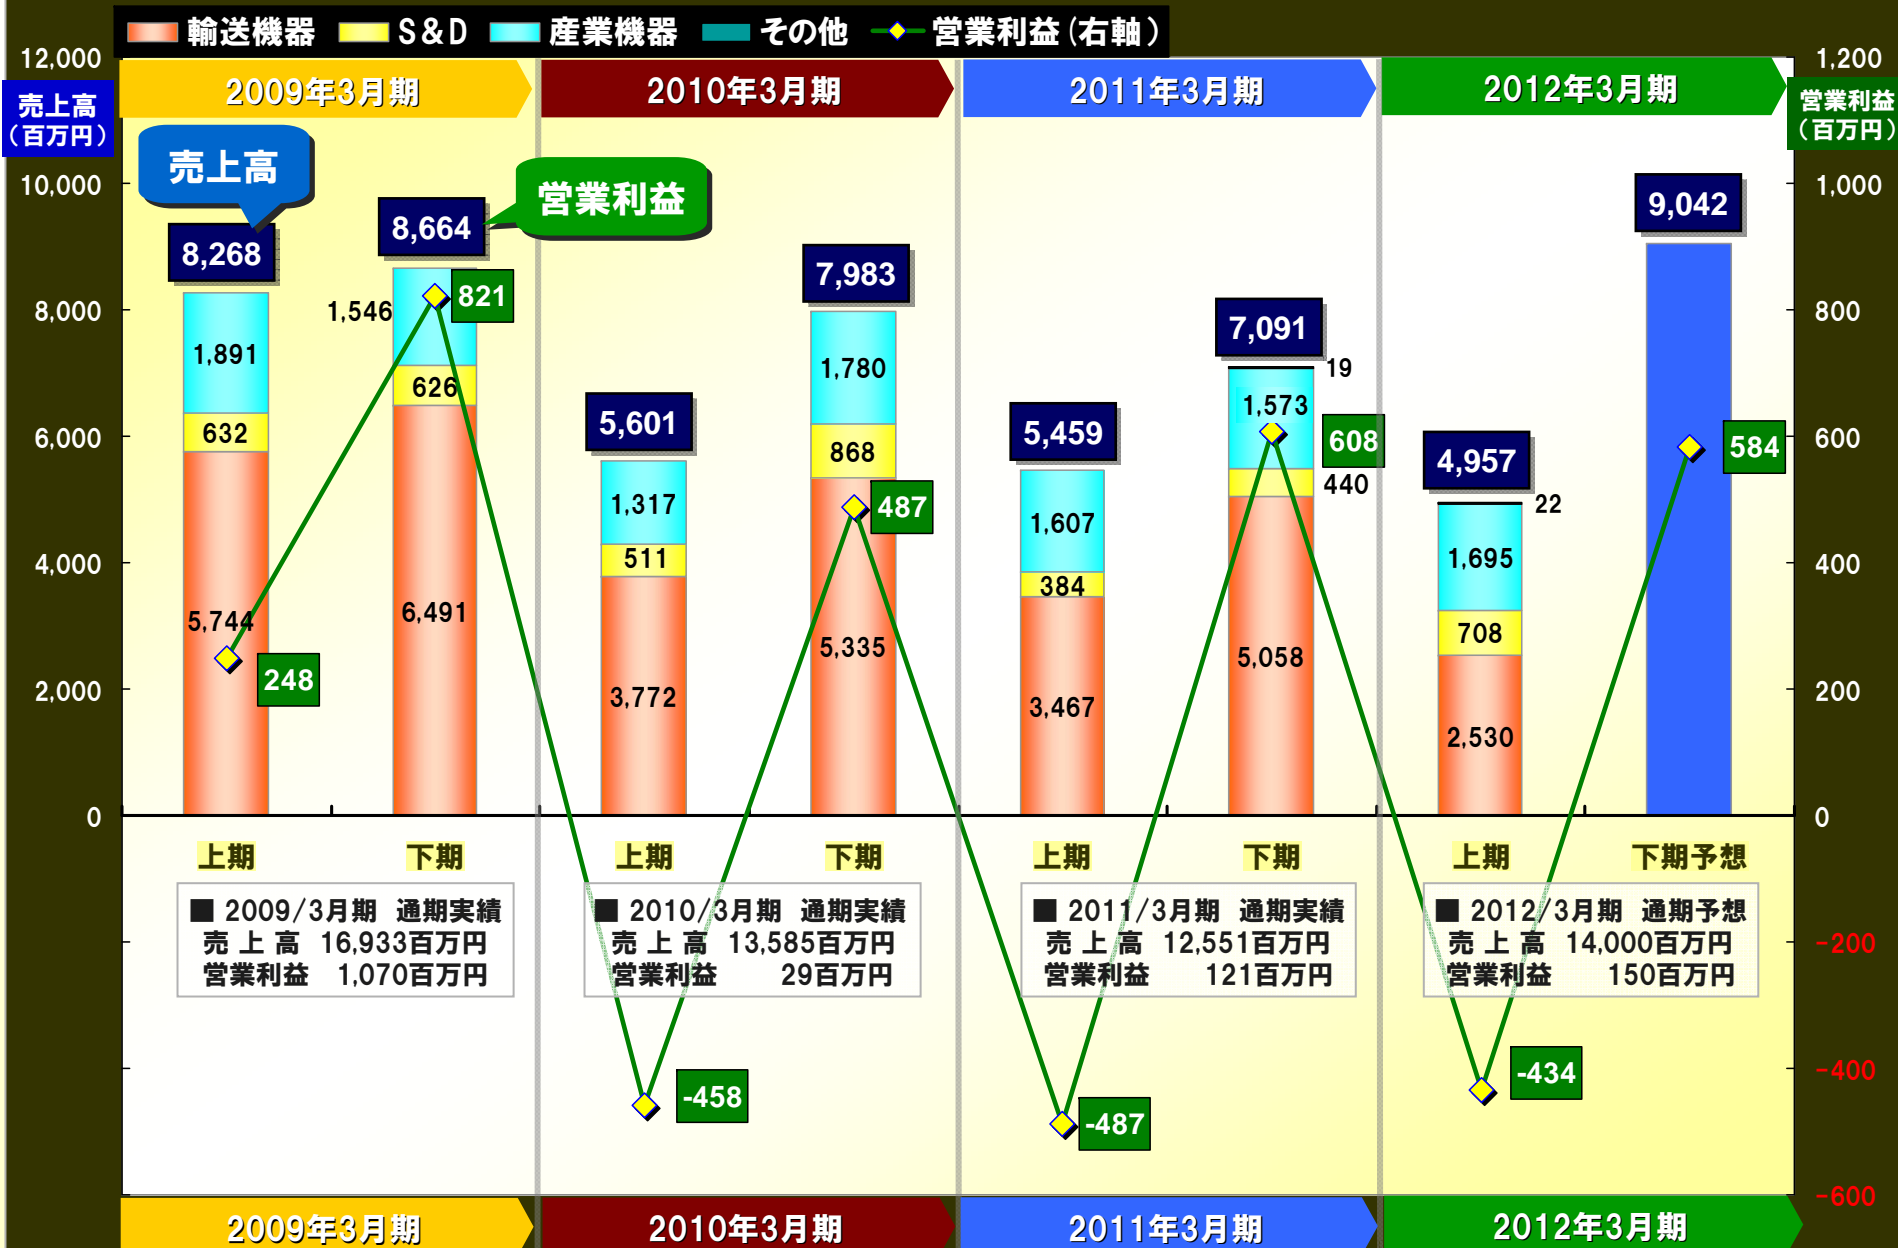 輸送機器 S&D 産業機器 その他 営業利益(右軸)
12,000
1,200
売上高
(百万円)
営業利益
(百万円)
2009年3月期
2010年3月期
2011年3月期
2012年3月期
10,000
8,000
6,000
4,000
2,000
0
1,000
800
600
400
200
0
-200
-400
-600
売上高
営業利益
8,268
1,891
632
5,744
248
8,664
1,546
821
626
6,491
5,601
1,317
511
3,772
-458
7,983
1,780
868
487
5,335
5,459
1,607
384
3,467
-487
7,091
19
1,573
608
440
5,058
4,957
22
1,695
708
2,530
-434
9,042
584
上期
下期
上期
下期
上期
下期
上期
下期予想
■ 2009/3月期 通期実績
売 上 高 16,933百万円
営業利益 1,070百万円
■ 2010/3月期 通期実績
売 上 高 13,585百万円
営業利益 29百万円
■ 2011/3月期 通期実績
売 上 高 12,551百万円
営業利益 121百万円
■ 2012/3月期 通期予想
売 上 高 14,000百万円
営業利益 150百万円
2009年3月期
2010年3月期
2011年3月期
2012年3月期